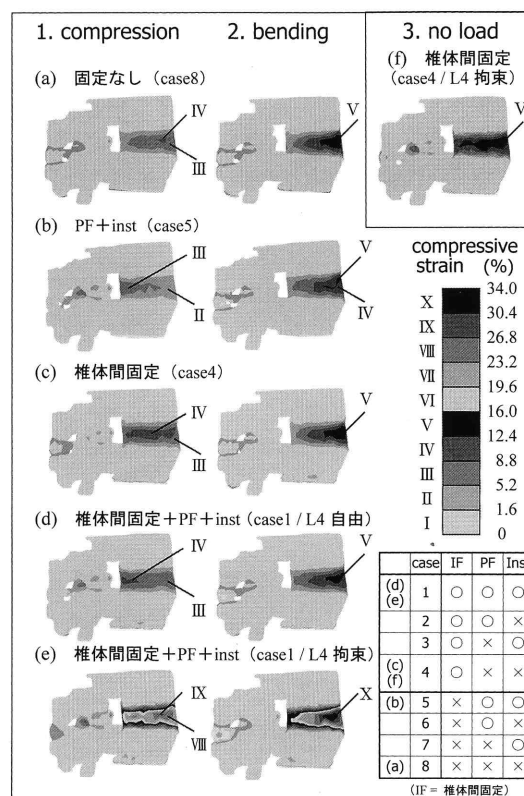 1. compression
2. bending
3. no load
(f) 椎体間固定
(case4 / L4 拘束)
V
(a) 固定なし (case8)
IV
III
V
(b) PF＋inst (case5)
III
II
V
IV
(c) 椎体間固定 (case4)
IV
III
V
(d) 椎体間固定＋PF＋inst (case1 / L4 自由)
IV
III
V
(e) 椎体間固定＋PF＋inst (case1 / L4 拘束)
IX
VIII
X
compressive
strain (%)
34.0
X
30.4
IX
26.8
VIII
23.2
VII
19.6
VI
16.0
V
12.4
IV
8.8
III
5.2
II
1.6
I
0
case IF PF Ins
(d) (e) 1 ○ ○ ○
2 ○ ○ ×
3 ○ × ○
(c) (f) 4 ○ × ×
(b) 5 × ○ ○
6 × ○ ×
7 × × ○
(a) 8 × × ×
(IF = 椎体間固定)